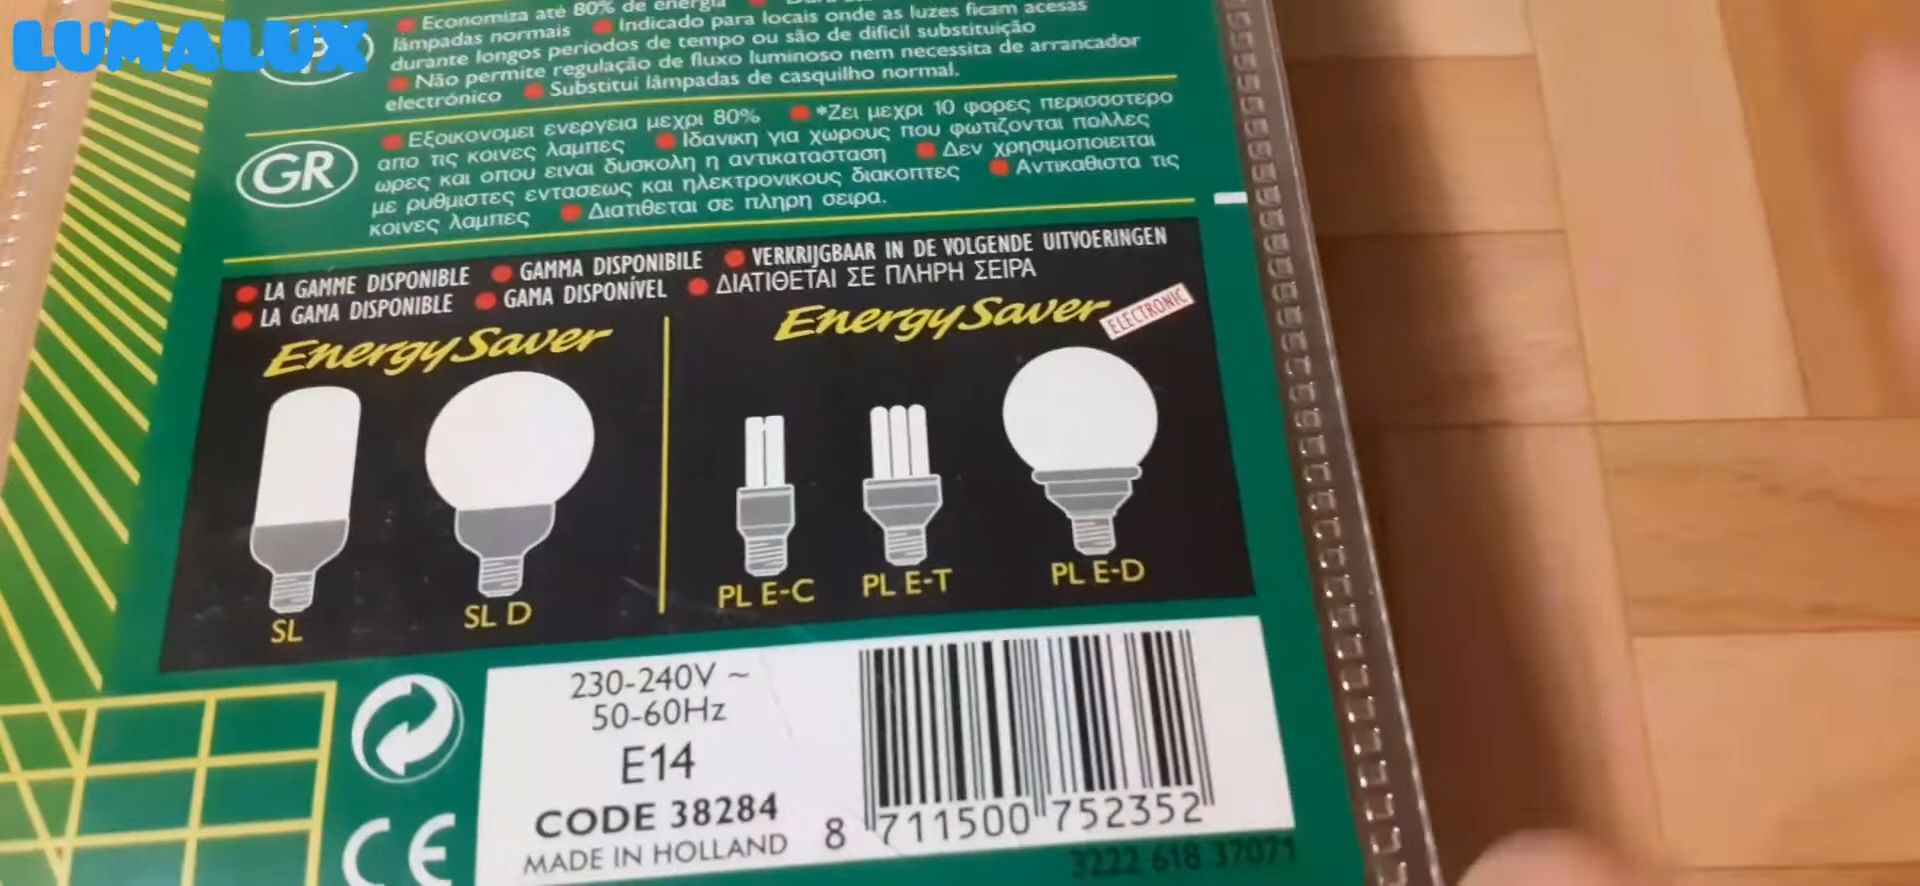 LUMALUX
P
Economiza até 80% de energia
lâmpadas normais Indicado para locais onde as luzes ficam acesas
durante longos períodos de tempo ou são de dificil substituição
Não permite regulação de fluxo luminoso nem necessita de arrancador
electrónico Substitui lâmpadas de casquilho normal.
GR
Εξοικονομει ενεργεια μεχρι 80% *Ζει μεχρι 10 φορες περισσοτερο
απο τις κοινες λαμπες Ιδανικη για χωρους που φωτιζονται πολλες
ωρες και οπου ειναι δυσκολη η αντικατασταση Δεν χρησιμοποιειται
με ρυθμιστες εντασεως και ηλεκτρονικους διακοπτες Αντικαθιστα τις
κοινες λαμπες Διατιθεται σε πληρη σειρα.
LA GAMME DISPONIBLE GAMMA DISPONIBILE VERKRIJGBAAR IN DE VOLGENDE UITVOERINGEN
LA GAMA DISPONIBLE GAMA DISPONÍVEL ΔΙΑΤΙΘΕΤΑΙ ΣΕ ΠΛΗΡΗ ΣΕΙΡΑ
Energy Saver
Energy Saver ELECTRONIC
SL
SL D
PL E-C
PL E-T
PL E-D
230-240V ~
50-60Hz
E14
CODE 38284
MADE IN HOLLAND
8 711500 752352
3222 618 37071
CE